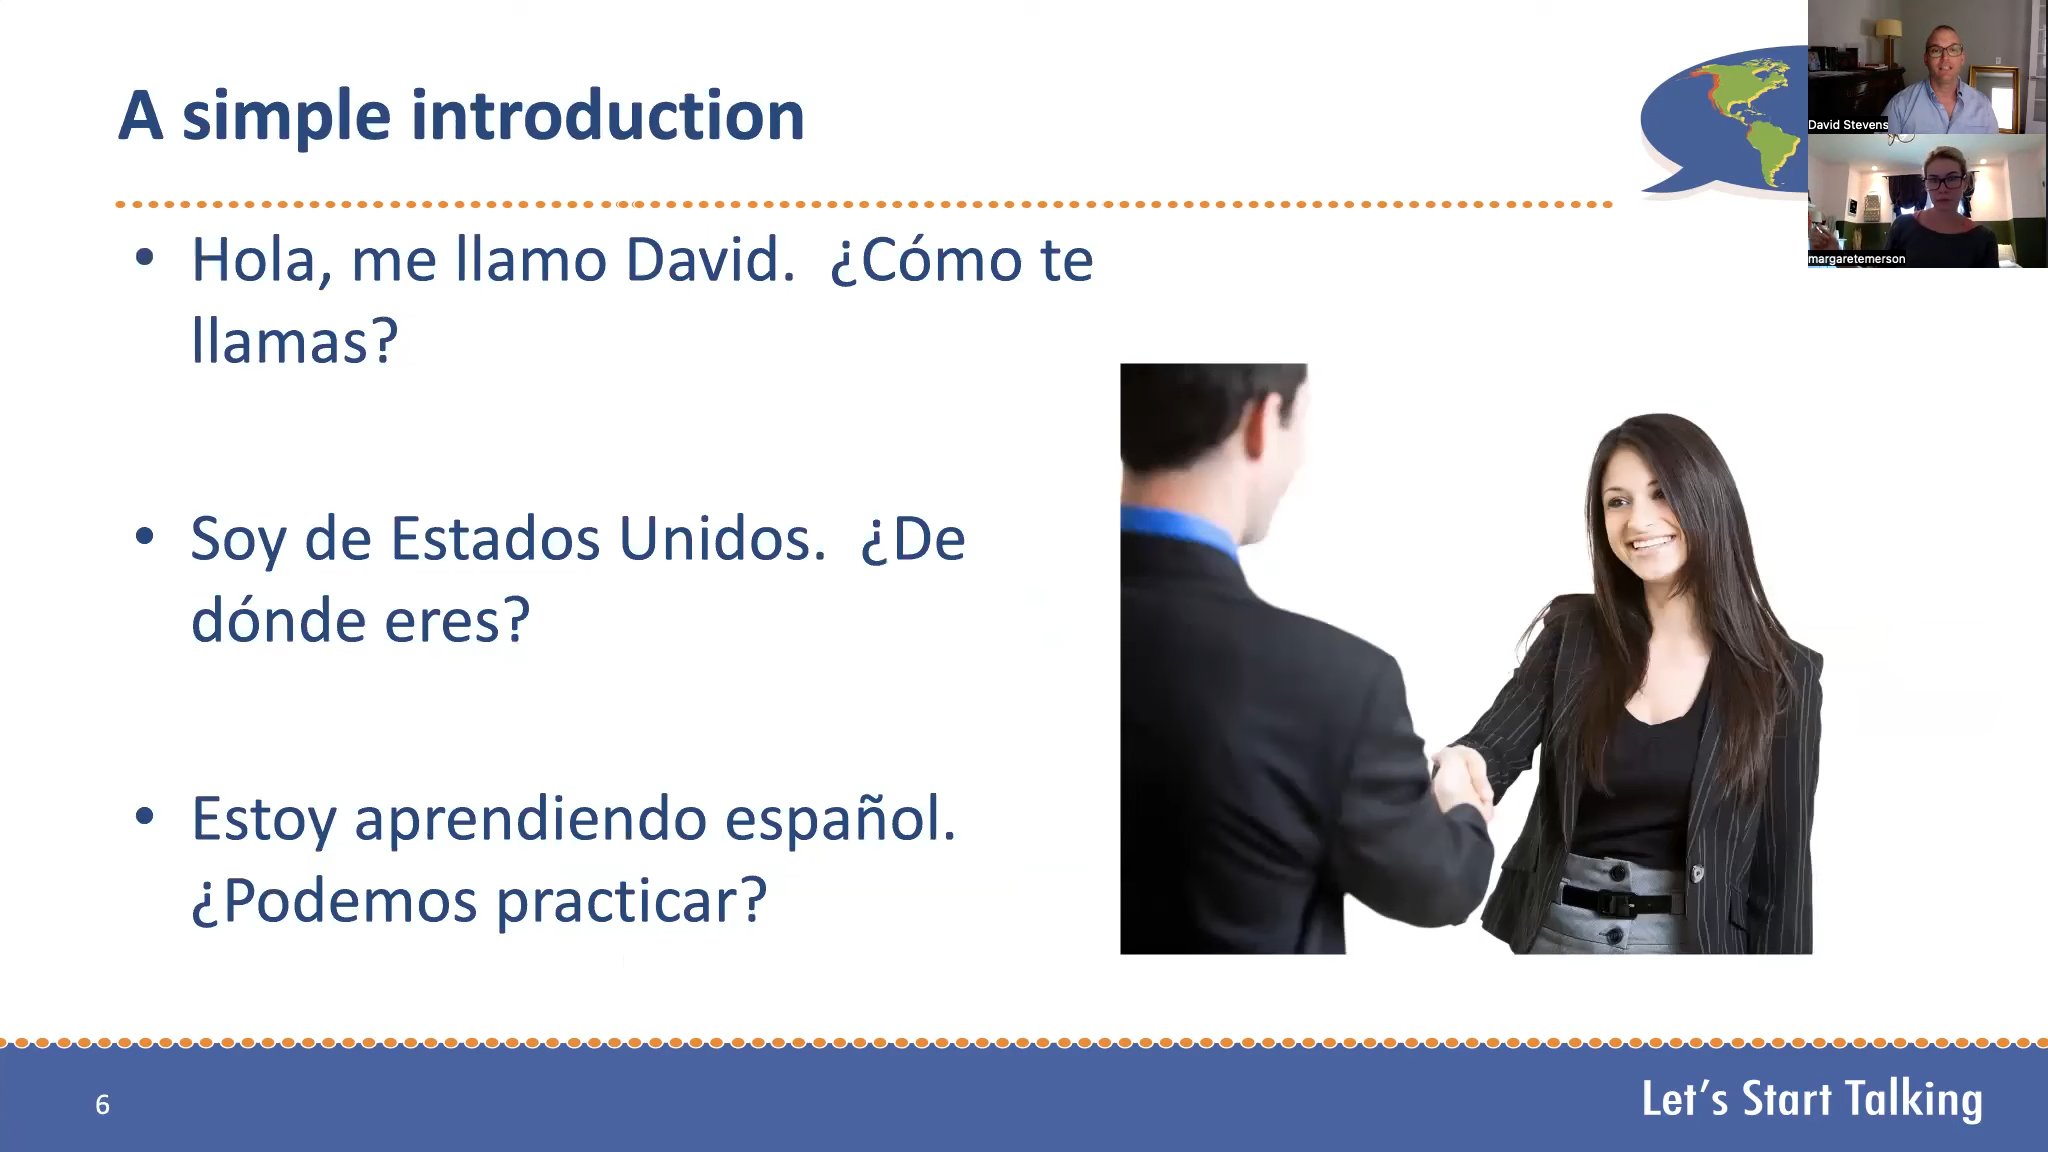 A simple introduction
David Stevens
margaretemerson
• Hola, me llamo David.  ¿Cómo te
llamas?
• Soy de Estados Unidos.  ¿De
dónde eres?
• Estoy aprendiendo español.
¿Podemos practicar?
6
Let's Start Talking